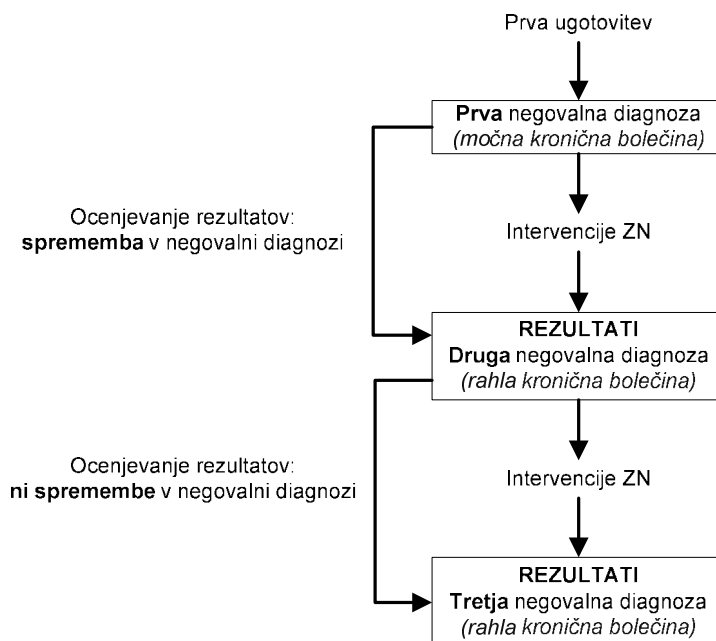 Prva ugotovitev
Prva negovalna diagnoza
(močna kronična bolečina)
Ocenjevanje rezultatov:
sprememba v negovalni diagnozi
Intervencije ZN
REZULTATI
Druga negovalna diagnoza
(rahla kronična bolečina)
Ocenjevanje rezultatov:
ni spremembe v negovalni diagnozi
Intervencije ZN
REZULTATI
Tretja negovalna diagnoza
(rahla kronična bolečina)